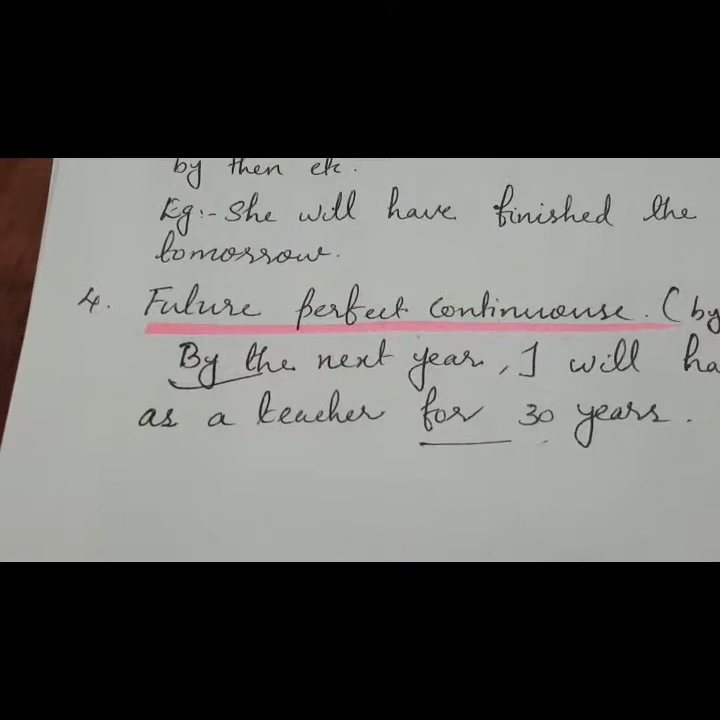 by then etc.
Eg:- She will have finished the
tomorrow.
4. Future perfect continuouse. (by
By the next year, I will ha
as a teacher for 30 years.